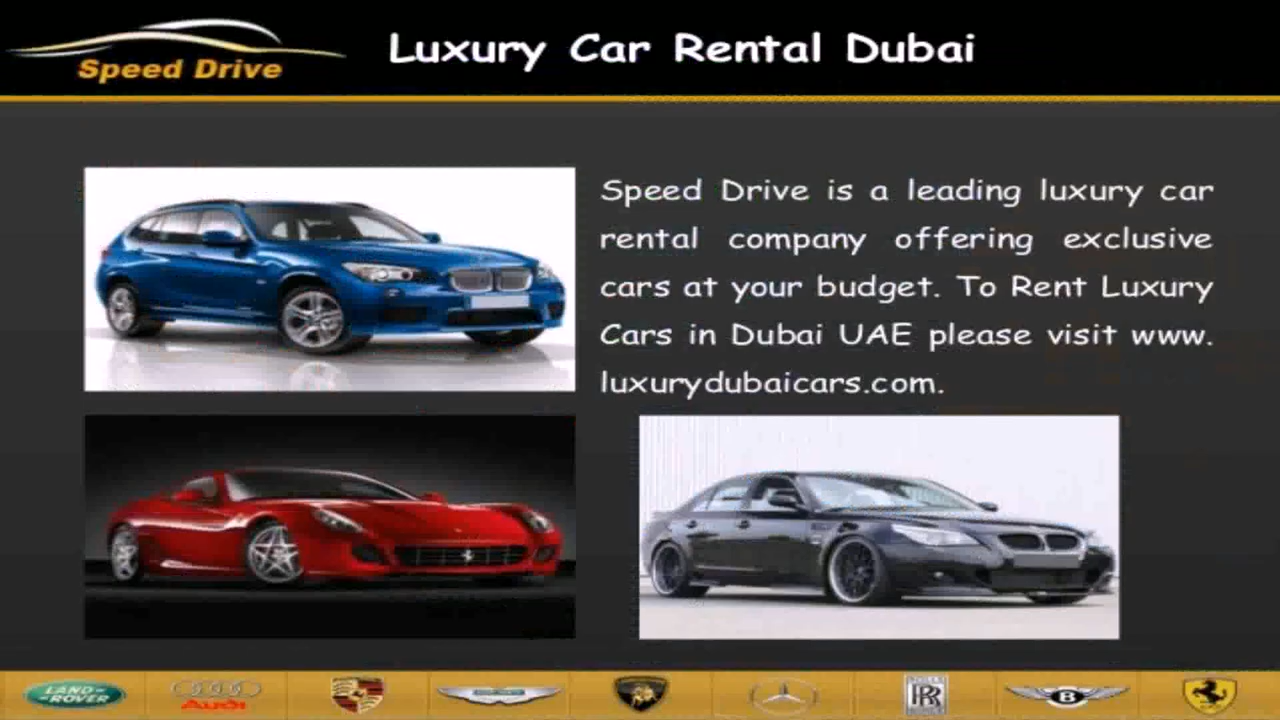 Speed Drive
Luxury Car Rental Dubai
Speed Drive is a leading luxury car
rental company offering exclusive
cars at your budget. To Rent Luxury
Cars in Dubai UAE please visit www.
luxurydubaicars.com.
LAND-
-ROVER
Audi
RR
B